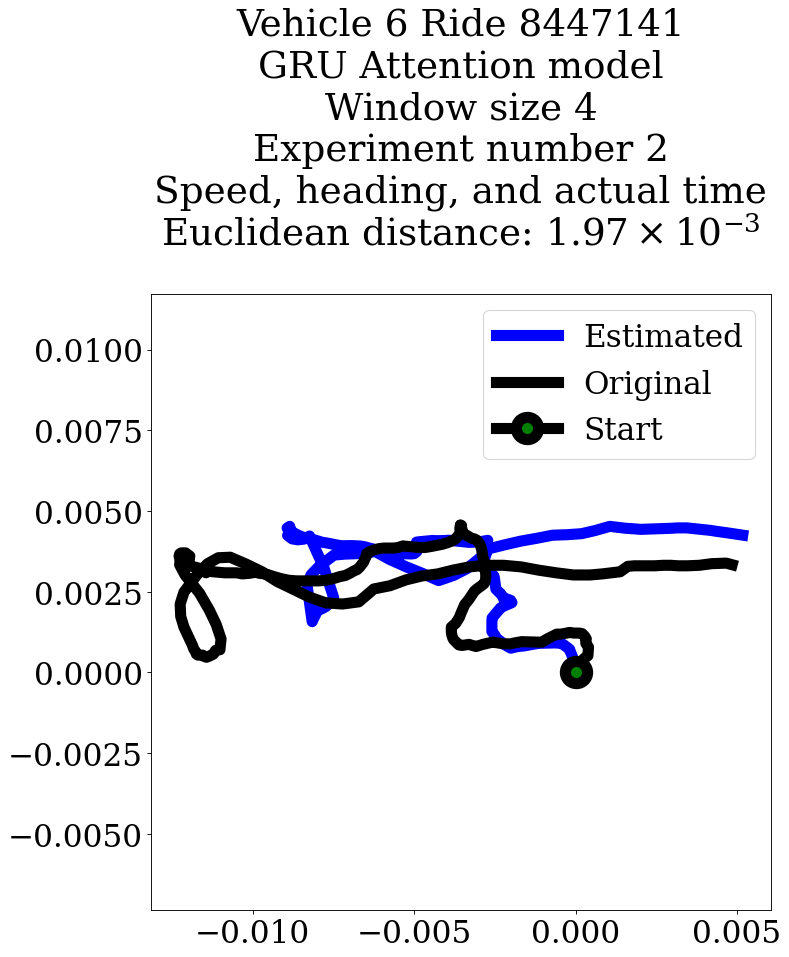 Vehicle 6 Ride 8447141
GRU Attention model
Window size 4
Experiment number 2
Speed, heading, and actual time
Euclidean distance: 1.97 × 10⁻³
Estimated
Original
Start
0.0100
0.0075
0.0050
0.0025
0.0000
−0.0025
−0.0050
−0.010 −0.005 0.000 0.005